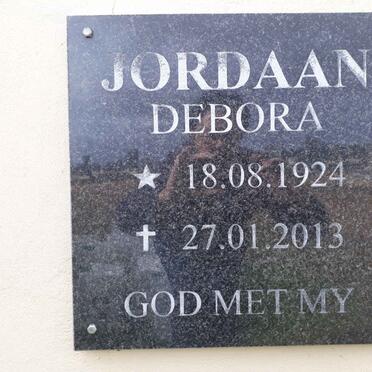 JORDAAN
DEBORA
★ 18.08.1924
✝ 27.01.2013
GOD MET MY